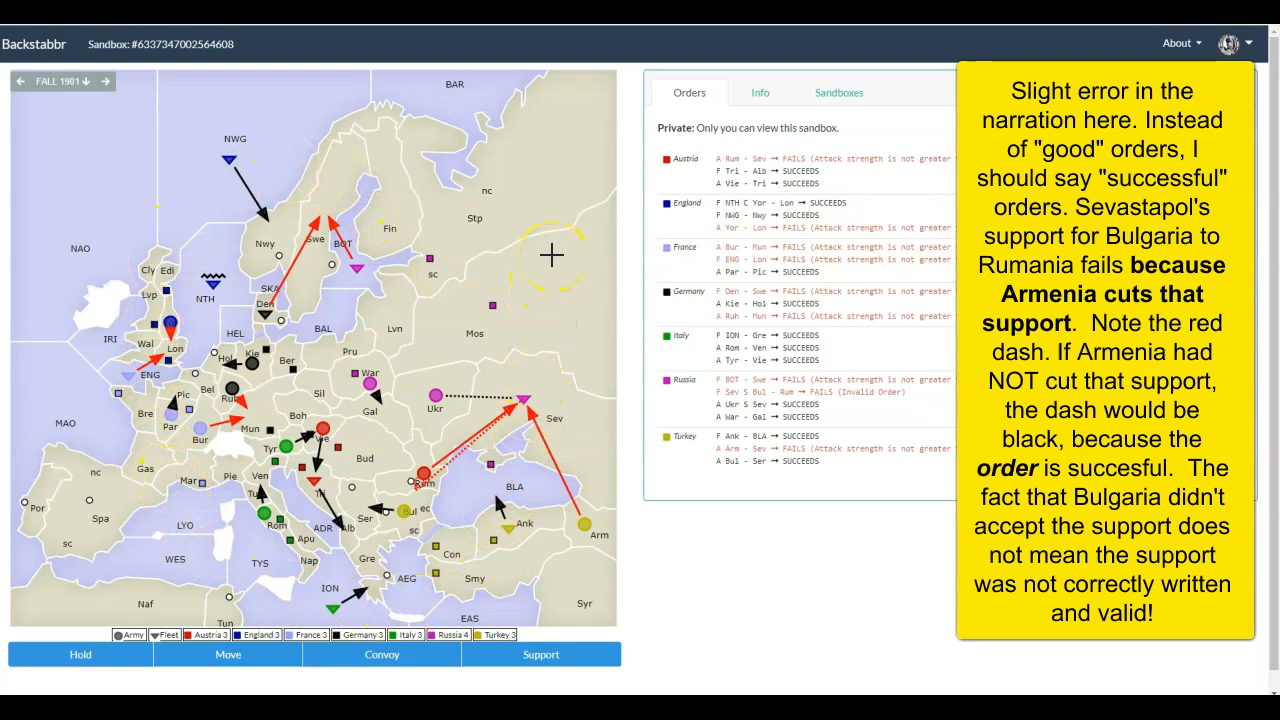 Backstabbr
Sandbox: #6337347002564608
About
FALL 1901
BAR
NWG
nc
Stp
Fin
Nwy
Swe
BOT
NAO
Cly Edi
sc
SKA
NTH
Lvp
Den
Mos
IRI
Wal
Lon
HEL
BAL
Lvn
Hol
Kie
Ber
Pru
ENG
Bel
War
Pic
Ruh
Sil
Ukr
Gal
MAO
Bre
Par
Mun
Boh
Sev
Bur
Tyr
Vie
Bud
Gas
nc
Pie
Ven
Rum
Mar
Tri
BLA
Por
Spa
Tus
Ser
Bul
ec
Ank
LYO
Rom
ADR
Alb
sc
Arm
sc
Apu
Con
WES
TYS
Nap
Gre
Smy
AEG
ION
Naf
Syr
EAS
Tun
Army Fleet Austria 3 England 3 France 3 Germany 3 Italy 3 Russia 4 Turkey 3
Hold Move Convoy Support
Orders Info Sandboxes
Private: Only you can view this sandbox.
Austria A Rum - Sev → FAILS (Attack strength is not greater
F Tri - Alb → SUCCEEDS
A Vie - Tri → SUCCEEDS
England F NTH C Yor - Lon → SUCCEEDS
F NWG - Nwy → SUCCEEDS
A Yor - Lon → FAILS (Attack strength is not greater
France A Bur - Mun → FAILS (Attack strength is not greater
F ENG - Lon → FAILS (Attack strength is not greater
A Par - Pic → SUCCEEDS
Germany F Den - Swe → FAILS (Attack strength is not greater
A Kie - Hol → SUCCEEDS
A Ruh - Mun → FAILS (Attack strength is not greater
Italy F ION - Gre → SUCCEEDS
A Rom - Ven → SUCCEEDS
A Tyr - Vie → SUCCEEDS
Russia F BOT - Swe → FAILS (Attack strength is not greater
F Sev S Bul - Rum → FAILS (Invalid Order)
A Ukr S Sev → SUCCEEDS
A War - Gal → SUCCEEDS
Turkey F Ank - BLA → SUCCEEDS
A Arm - Sev → FAILS (Attack strength is not greater
A Bul - Ser → SUCCEEDS
Slight error in the
narration here. Instead
of "good" orders, I
should say "successful"
orders. Sevastapol's
support for Bulgaria to
Rumania fails because
Armenia cuts that
support. Note the red
dash. If Armenia had
NOT cut that support,
the dash would be
black, because the
order is succesful. The
fact that Bulgaria didn't
accept the support does
not mean the support
was not correctly written
and valid!